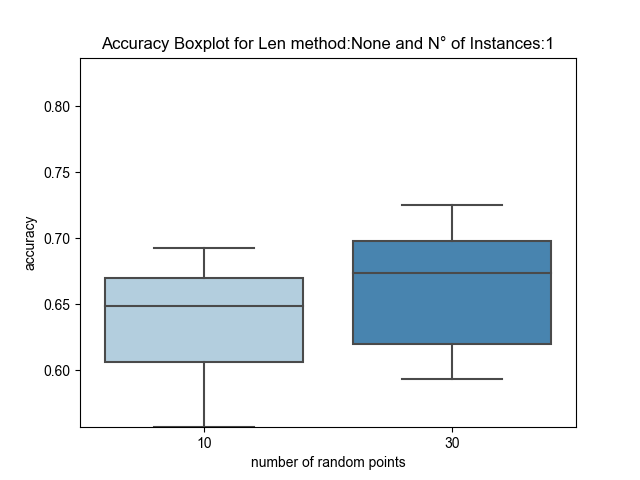 Accuracy Boxplot for Len method:None and N° of Instances:1
0.80
0.75
0.70
0.65
0.60
accuracy
10 30
number of random points